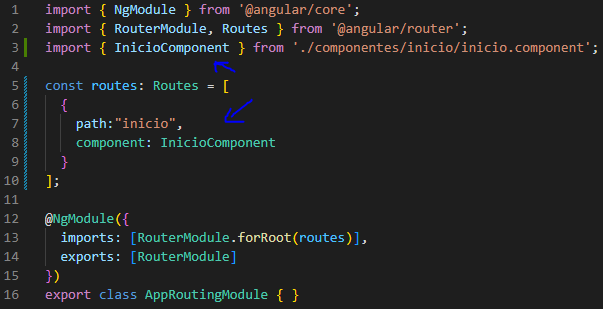 1 import { NgModule } from '@angular/core';
2 import { RouterModule, Routes } from '@angular/router';
3 import { InicioComponent } from './componentes/inicio/inicio.component';
4
5 const routes: Routes = [
6   {
7     path:"inicio",
8     component: InicioComponent
9   }
10 ];
11
12 @NgModule({
13   imports: [RouterModule.forRoot(routes)],
14   exports: [RouterModule]
15 })
16 export class AppRoutingModule { }